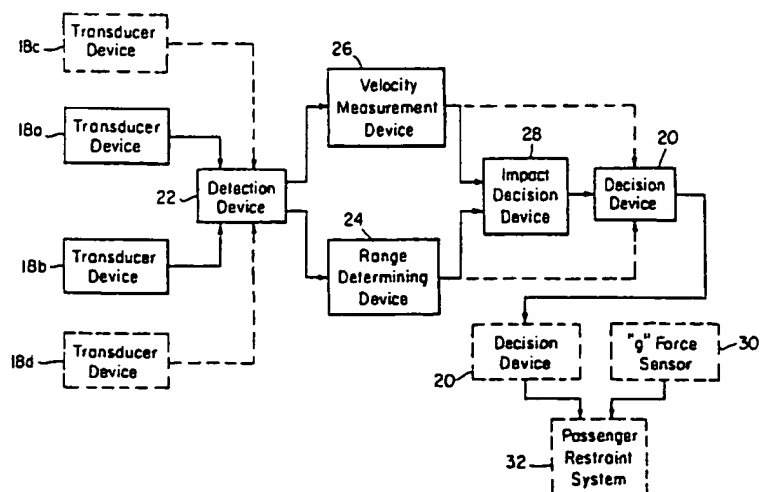 18c
Transducer
Device
18a
Transducer
Device
22
Detection
Device
18b
Transducer
Device
18d
Transducer
Device
26
Velocity
Measurement
Device
24
Range
Determining
Device
28
Impact
Decision
Device
20
Decision
Device
20
Decision
Device
"g" Force
Sensor
30
32
Passenger
Restraint
System